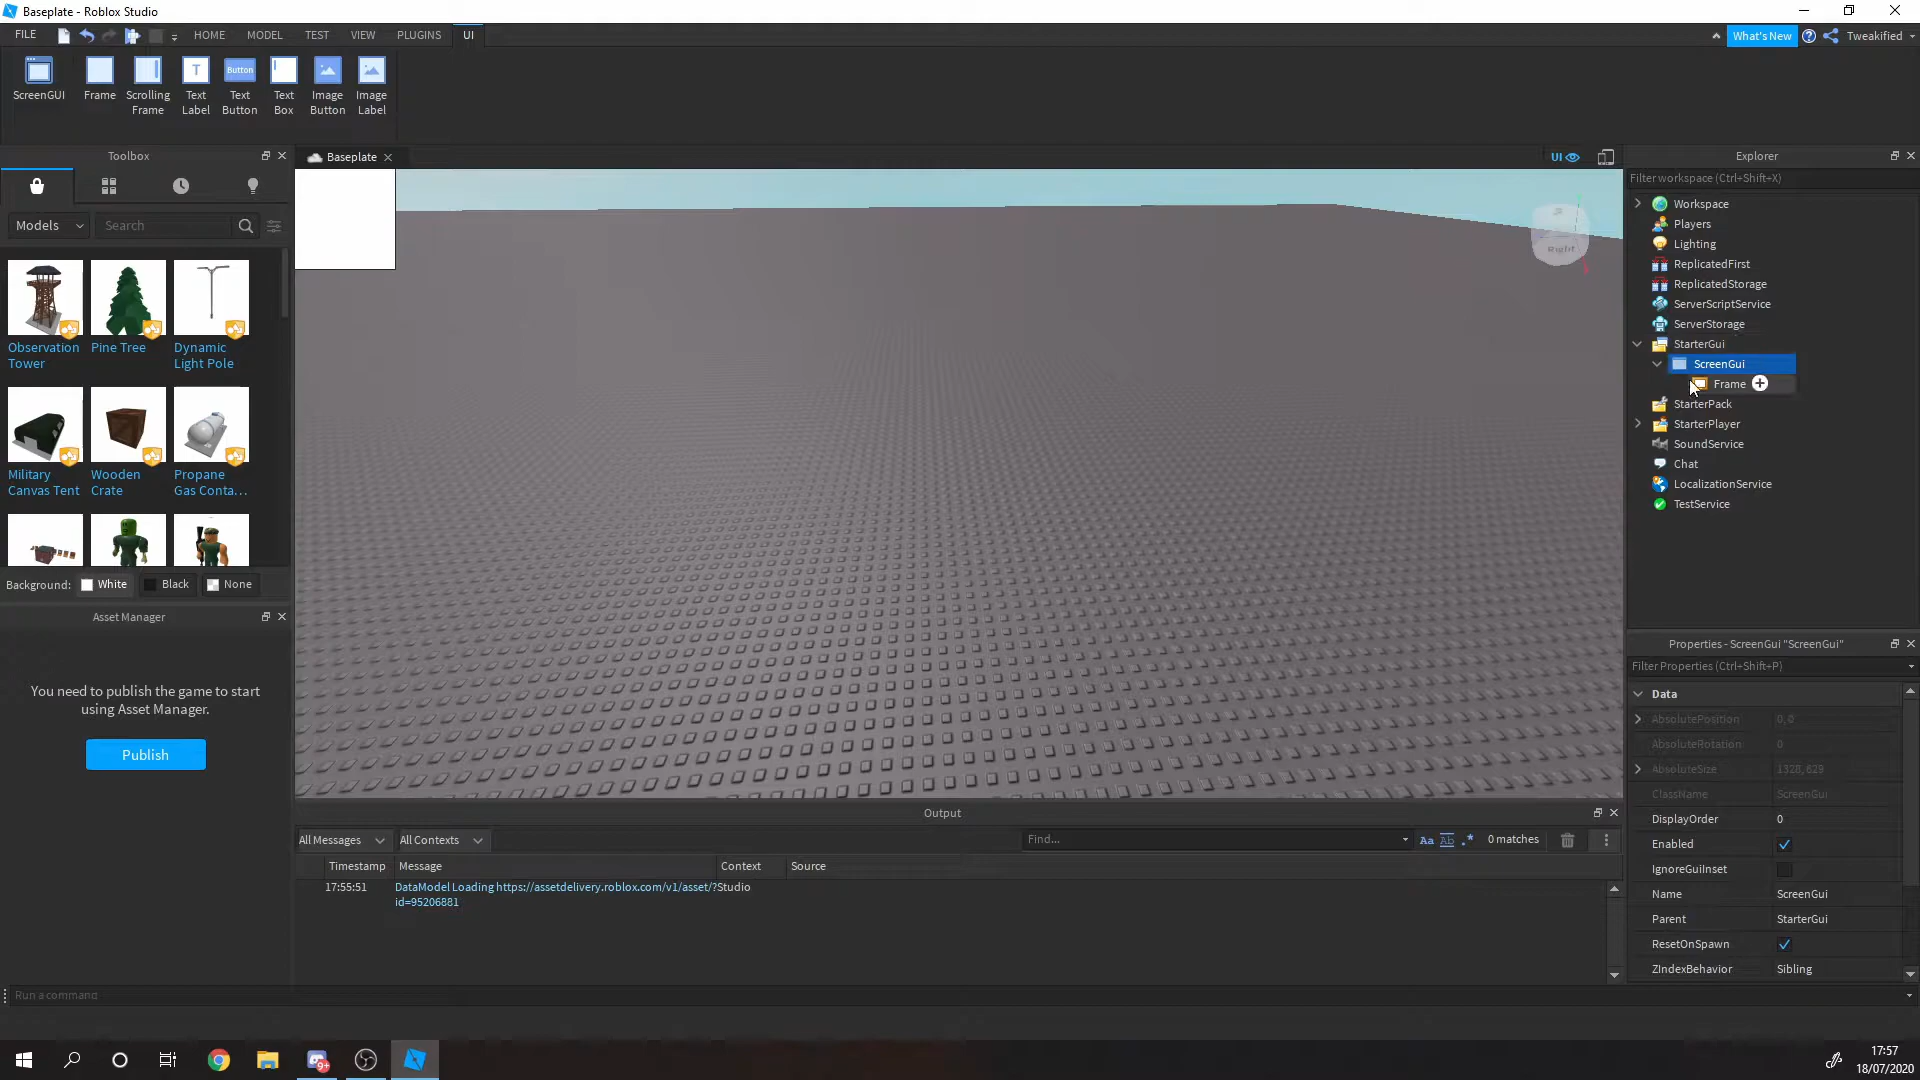 Baseplate - Roblox Studio
FILE
HOME
MODEL
TEST
VIEW
PLUGINS
UI
What's New
Tweakified
ScreenGUI
Frame
Scrolling
Frame
Text
Label
Button
Text
Button
Text
Box
Image
Button
Image
Label
Toolbox
Models
Search
Observation
Tower
Pine Tree
Dynamic
Light Pole
Military
Canvas Tent
Wooden
Crate
Propane
Gas Conta...
Background:
White
Black
None
Asset Manager
You need to publish the game to start
using Asset Manager.
Publish
Baseplate
UI
Right
Output
All Messages
All Contexts
Find...
Aa
Ab
.*
0 matches
Timestamp
Message
Context
Source
17:55:51
DataModel Loading https://assetdelivery.roblox.com/v1/asset/?
id=95206881
Studio
Explorer
Filter workspace (Ctrl+Shift+X)
Workspace
Players
Lighting
ReplicatedFirst
ReplicatedStorage
ServerScriptService
ServerStorage
StarterGui
ScreenGui
Frame
StarterPack
StarterPlayer
SoundService
Chat
LocalizationService
TestService
Properties - ScreenGui "ScreenGui"
Filter Properties (Ctrl+Shift+P)
Data
AbsolutePosition 0, 0
AbsoluteRotation 0
AbsoluteSize 1328, 629
ClassName ScreenGui
DisplayOrder 0
Enabled
IgnoreGuiInset
Name ScreenGui
Parent StarterGui
ResetOnSpawn
ZIndexBehavior Sibling
Run a command
9+
17:57
18/07/2020